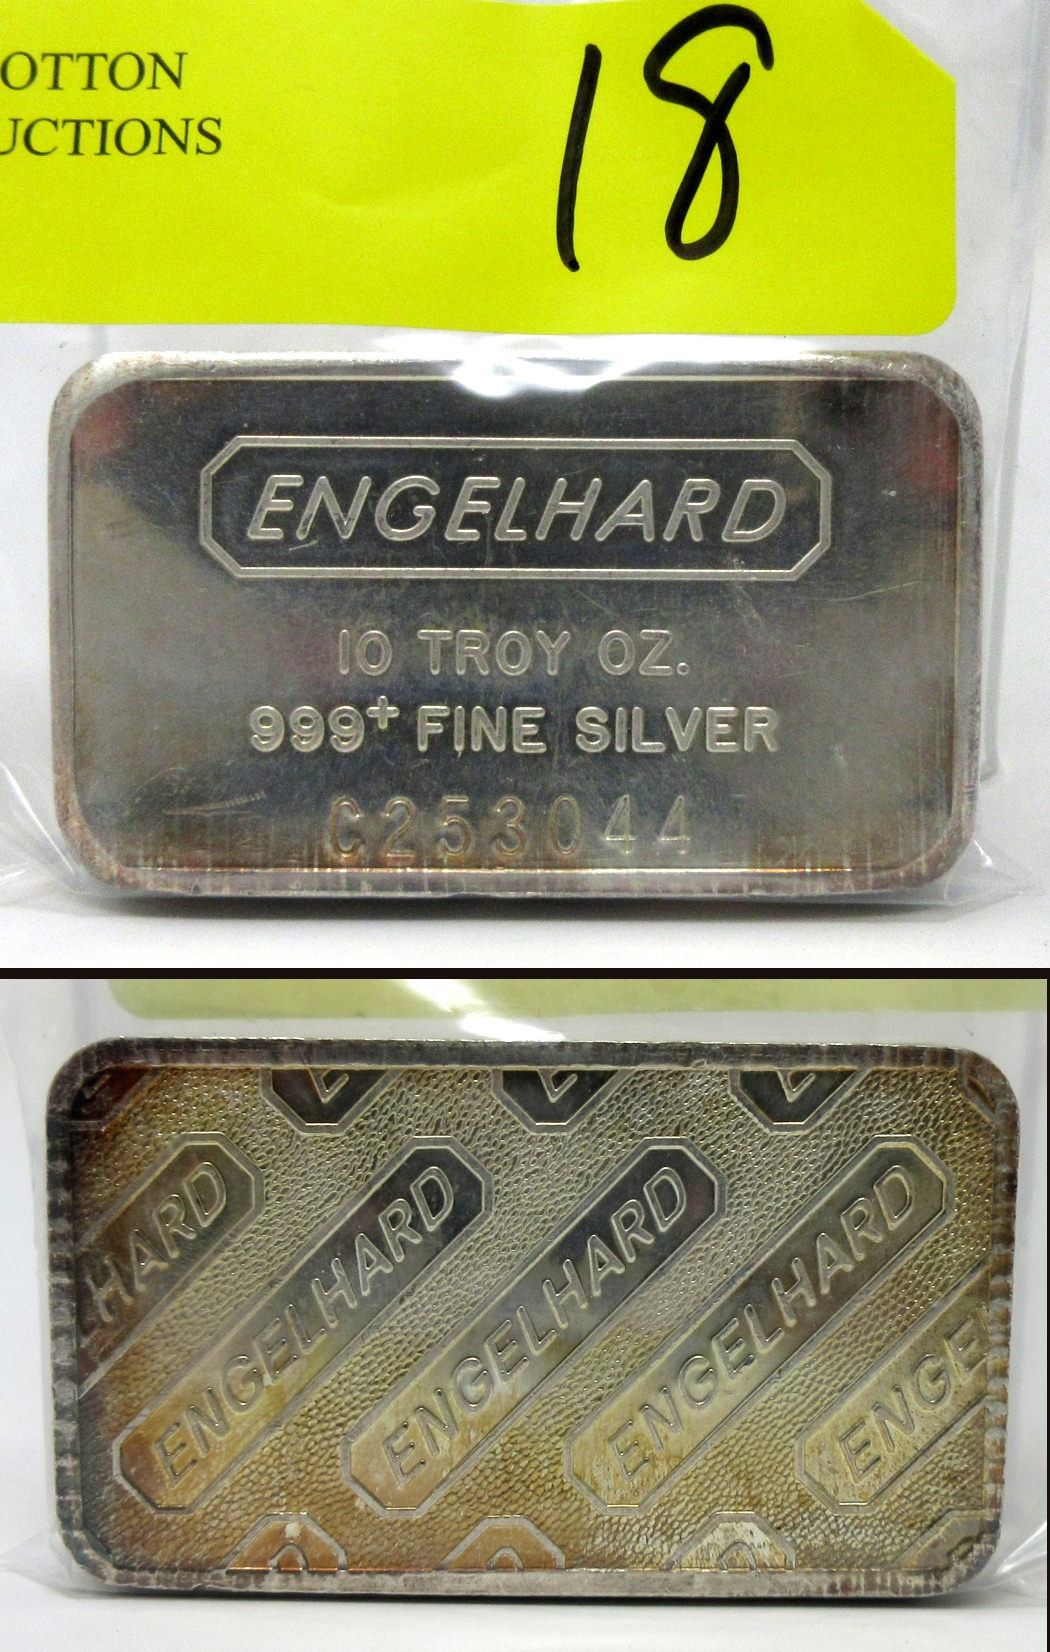 OTTON
UCTIONS
18
ENGELHARD
10 TROY OZ.
999+ FINE SILVER
C253044
E E E
HARD ENGELHARD ENGELHARD ENGELHARD ENGE